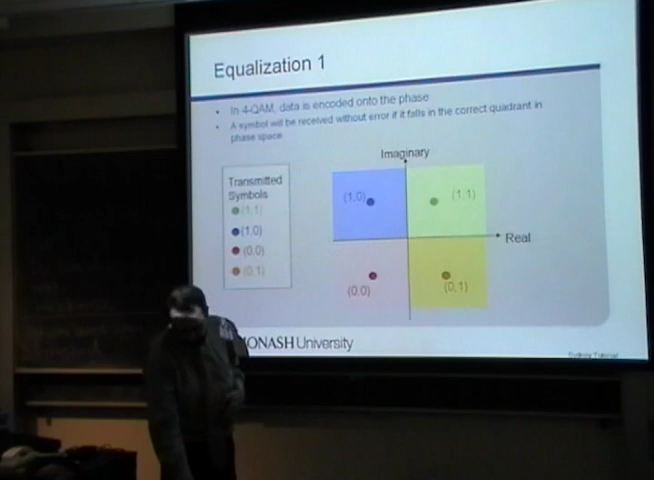 Equalization 1
• In 4-QAM, data is encoded onto the phase
• A symbol will be received without error if it falls in the correct quadrant in
phase space
Imaginary
Transmitted
Symbols
(1,1)
(1,0)
(0,0)
(0,1)
(1,0)
(1,1)
Real
(0,0)
(0,1)
MONASH University
Sydney Tutorial